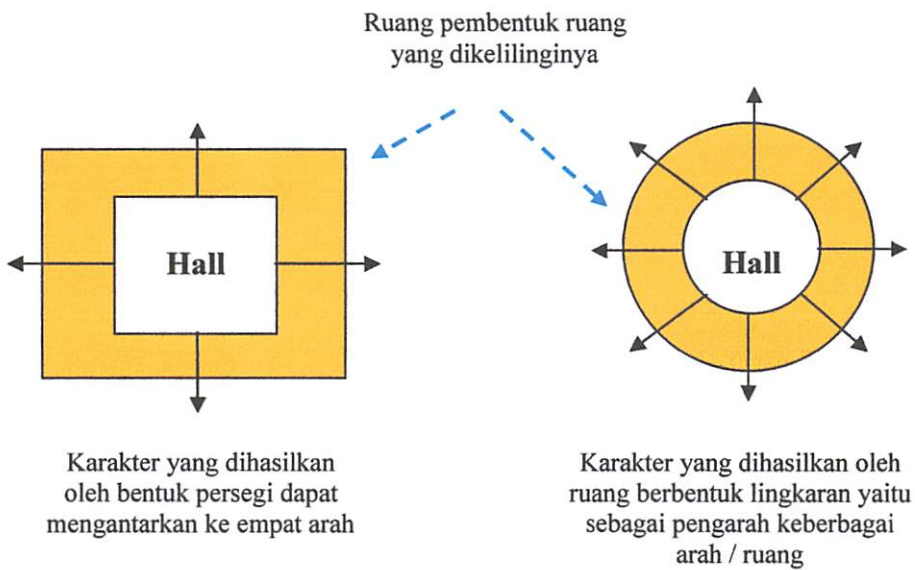 Ruang pembentuk ruang
yang dikelilinginya
Hall
Hall
Karakter yang dihasilkan
oleh bentuk persegi dapat
mengantarkan ke empat arah
Karakter yang dihasilkan oleh
ruang berbentuk lingkaran yaitu
sebagai pengarah keberbagai
arah / ruang